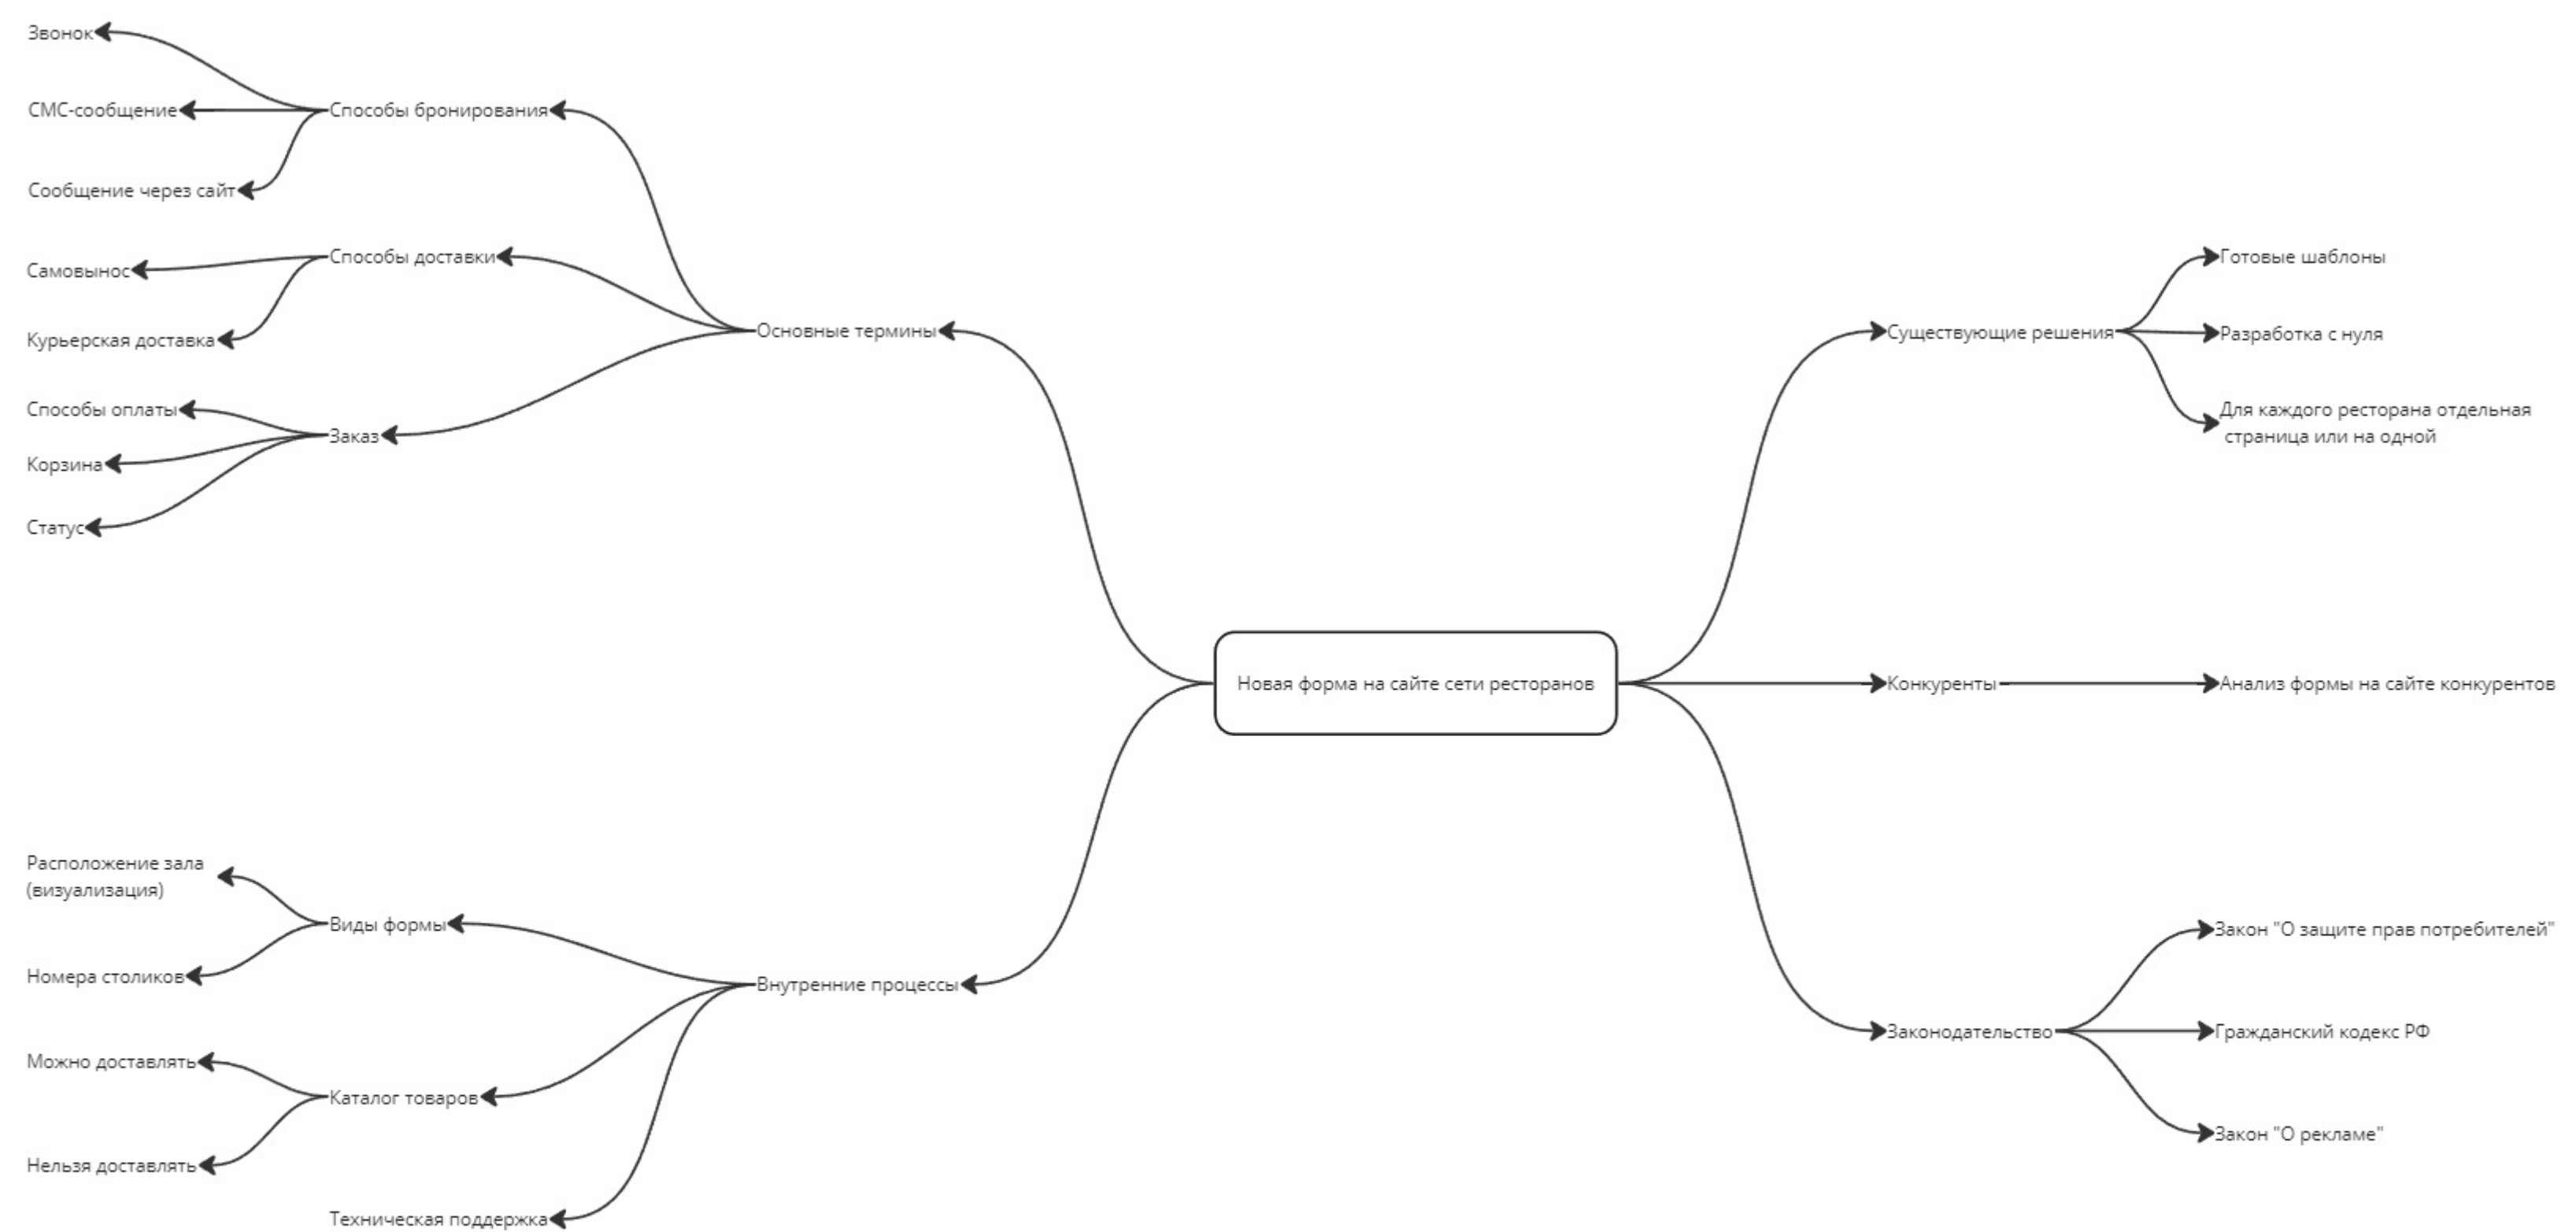 Звонок
СМС-сообщение
Способы бронирования
Сообщение через сайт
Самовынос
Способы доставки
Курьерская доставка
Способы оплаты
Заказ
Корзина
Статус
Основные термины
Новая форма на сайте сети ресторанов
Существующие решения
Готовые шаблоны
Разработка с нуля
Для каждого ресторана отдельная
страница или на одной
Конкуренты
Анализ формы на сайте конкурентов
Расположение зала
(визуализация)
Виды формы
Номера столиков
Внутренние процессы
Можно доставлять
Каталог товаров
Нельзя доставлять
Техническая поддержка
Законодательство
Закон "О защите прав потребителей"
Гражданский кодекс РФ
Закон "О рекламе"